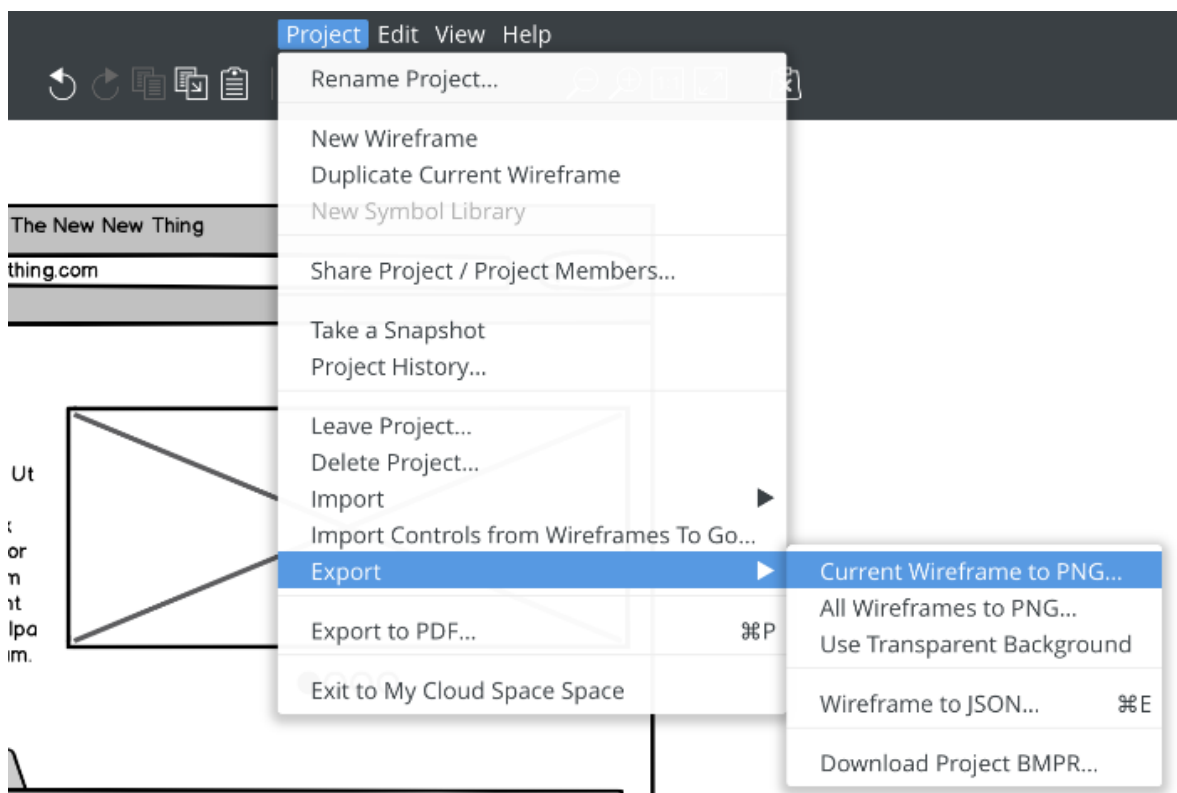 Project Edit View Help
Rename Project...
New Wireframe
Duplicate Current Wireframe
New Symbol Library
The New New Thing
thing.com
Share Project / Project Members...
Take a Snapshot
Project History...
Leave Project...
Delete Project...
Ut
Import
or
Import Controls from Wireframes To Go...
m
Export
nt
lpa
um.
Export to PDF... ⌘P
Exit to My Cloud Space Space
Current Wireframe to PNG...
All Wireframes to PNG...
Use Transparent Background
Wireframe to JSON... ⌘E
Download Project BMPR...